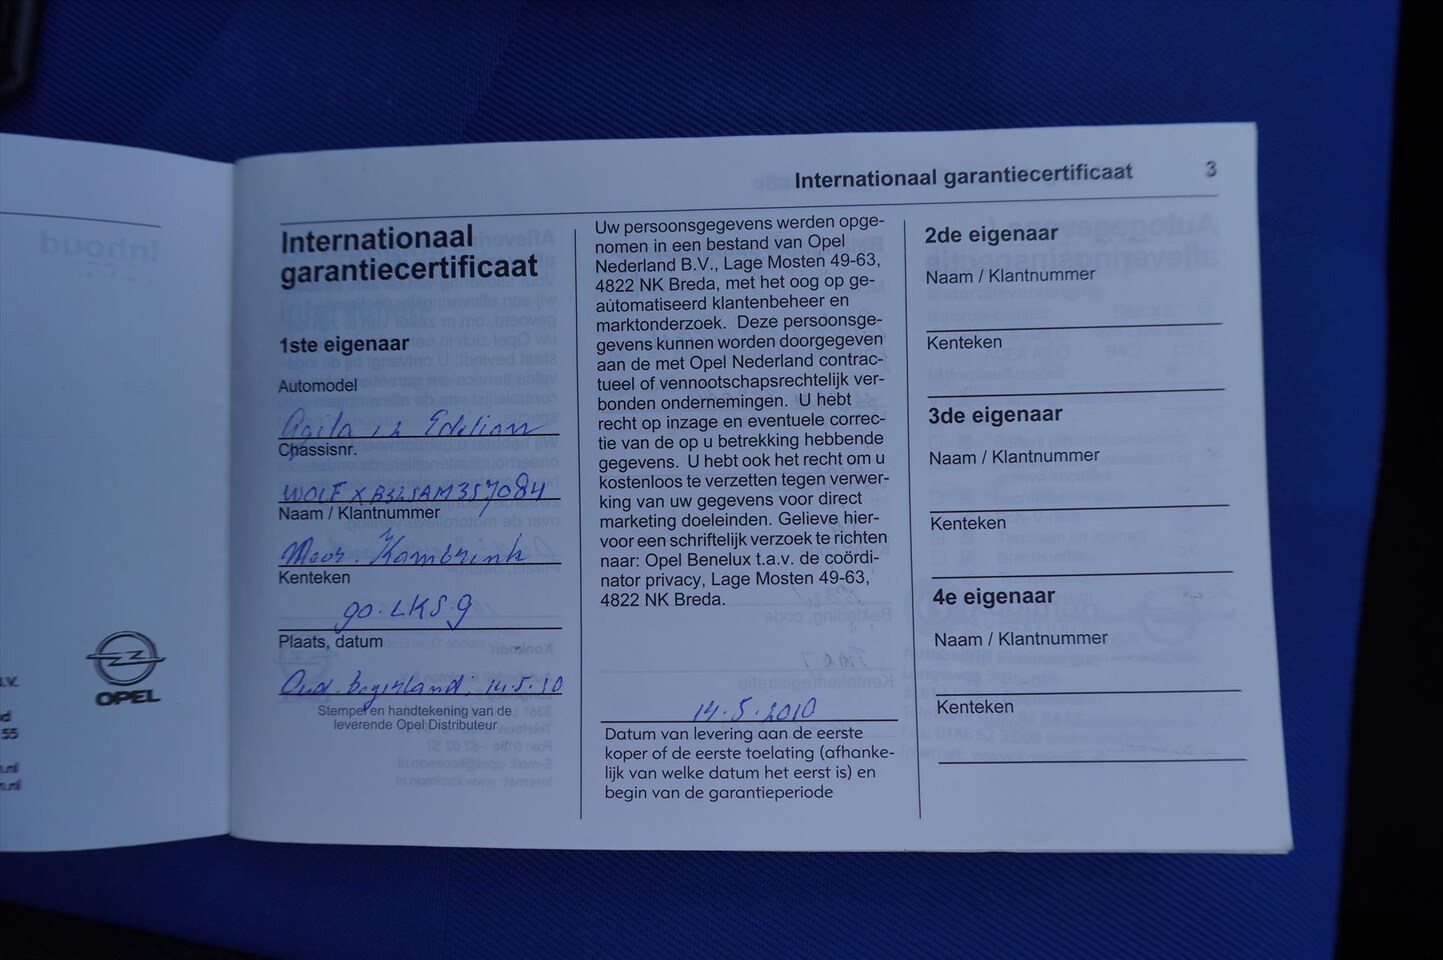 Internationaal garantiecertificaat 3
Internationaal
garantiecertificaat
1ste eigenaar
Automodel
Agila 1.2 Edition
Chassisnr.
Naam / Klantnummer
Kenteken
90.LKS.9
Plaats, datum
14.5.10
Stempel en handtekening van de
leverende Opel Distributeur
OPEL
Uw persoonsgegevens werden opge-
nomen in een bestand van Opel
Nederland B.V., Lage Mosten 49-63,
4822 NK Breda, met het oog op ge-
automatiseerd klantenbeheer en
marktonderzoek. Deze persoonsge-
gevens kunnen worden doorgegeven
aan de met Opel Nederland contrac-
tueel of vennootschapsrechtelijk ver-
bonden ondernemingen. U hebt
recht op inzage en eventuele correc-
tie van de op u betrekking hebbende
gegevens. U hebt ook het recht om u
kostenloos te verzetten tegen verwer-
king van uw gegevens voor direct
marketing doeleinden. Gelieve hier-
voor een schriftelijk verzoek te richten
naar: Opel Benelux t.a.v. de coördi-
nator privacy, Lage Mosten 49-63,
4822 NK Breda.
14.5.2010
Datum van levering aan de eerste
koper of de eerste toelating (afhanke-
lijk van welke datum het eerst is) en
begin van de garantieperiode
2de eigenaar
Naam / Klantnummer
Kenteken
3de eigenaar
Naam / Klantnummer
Kenteken
4e eigenaar
Naam / Klantnummer
Kenteken